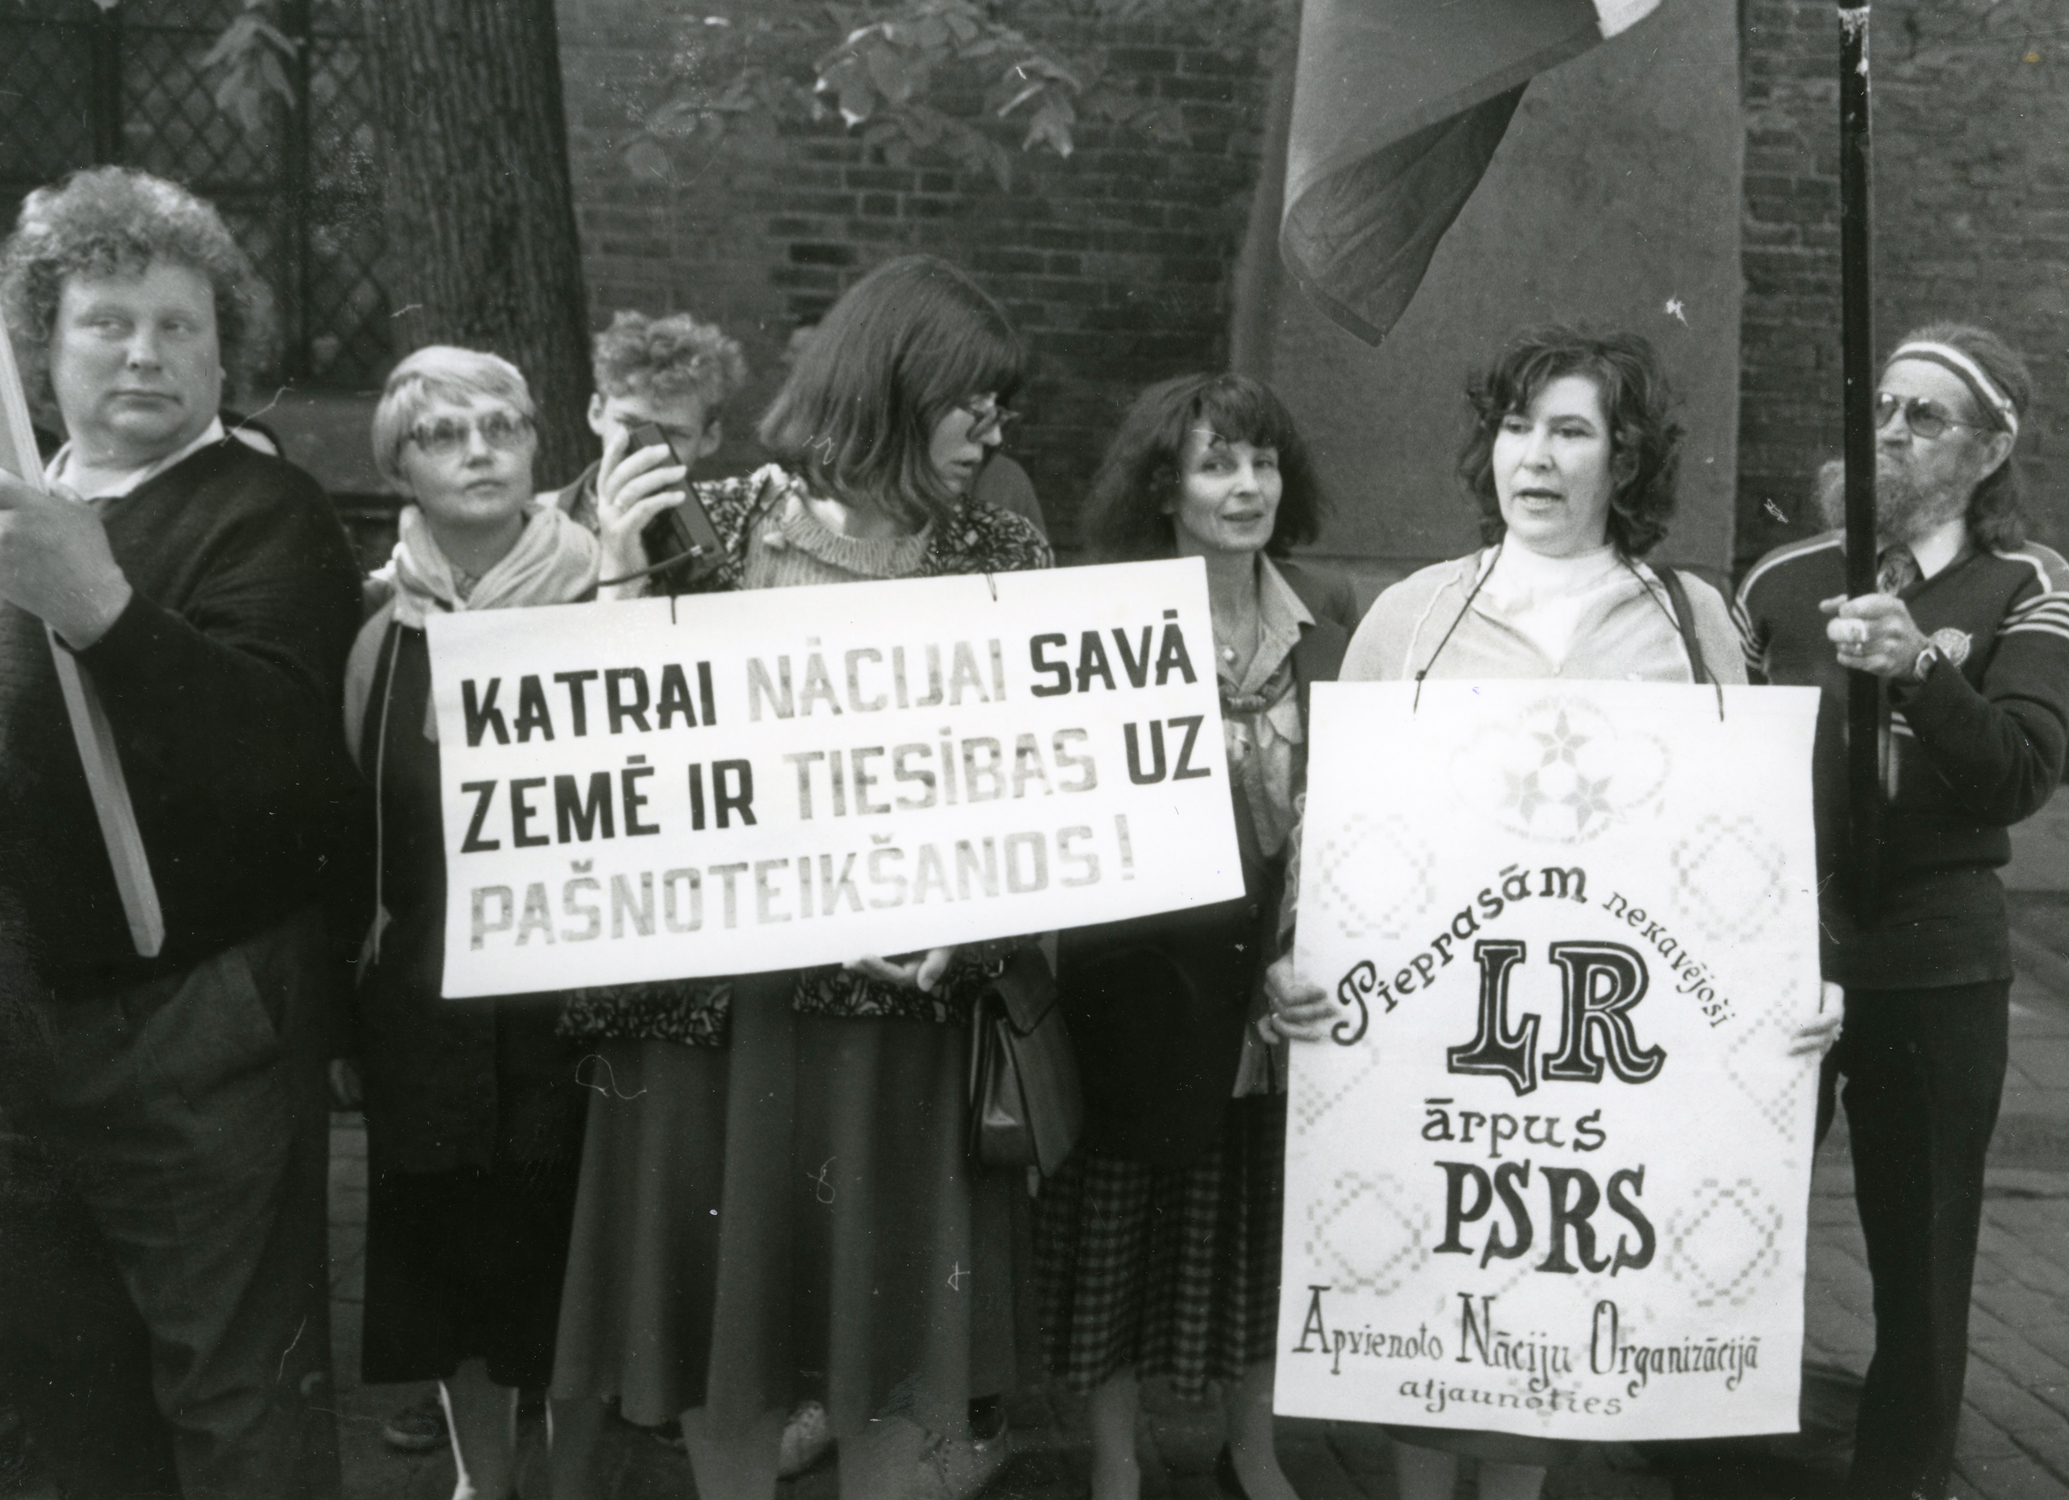 KATRAI NĀCIJAI SAVĀ
ZEMĒ IR TIESĪBAS UZ
PAŠNOTEIKŠANOS!
Pieprasām nekavējoši
LR
ārpus
PSRS
Apvienoto Nāciju Organizācijā
atjaunoties